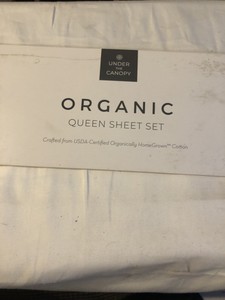 UNDER
THE
CANOPY
ORGANIC
QUEEN SHEET SET
Crafted from USDA-Certified Organically HomeGrown™ Cotton